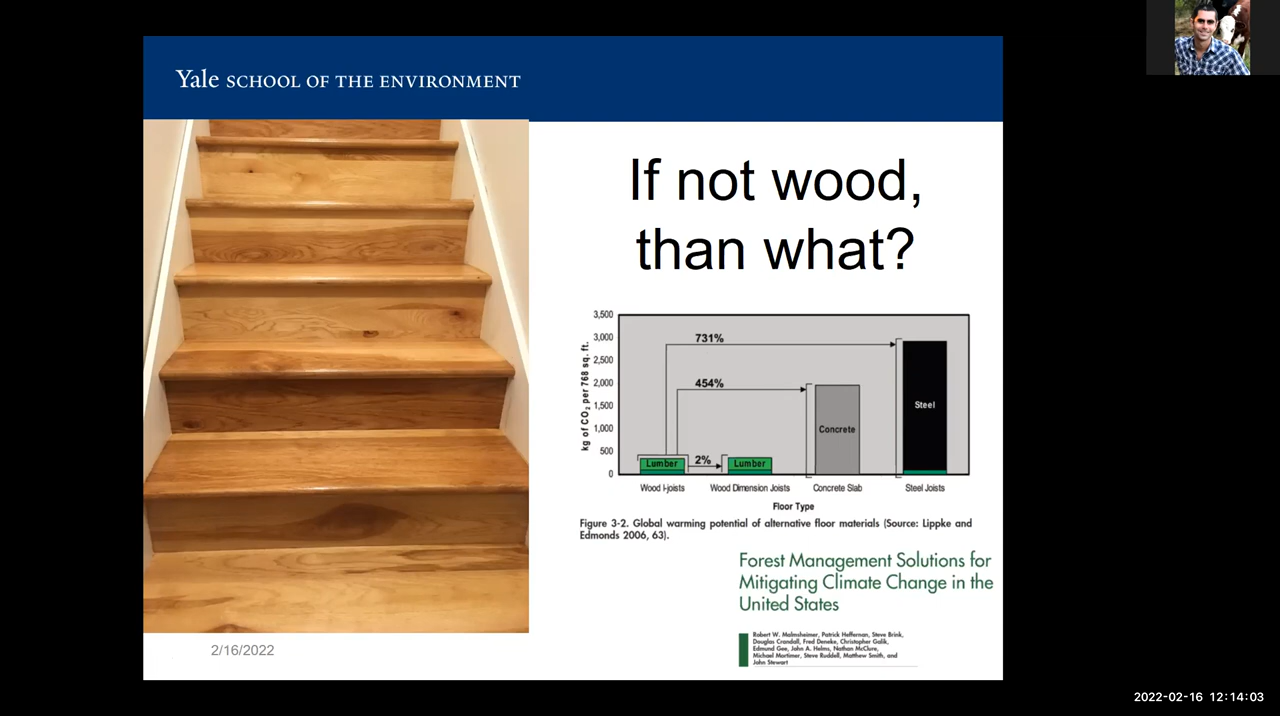 Yale SCHOOL OF THE ENVIRONMENT
If not wood,
than what?
3,500
3,000
2,500
2,000
1,500
1,000
500
0
kg of CO2 per 768 sq. ft.
731%
454%
2%
Lumber
Lumber
Concrete
Steel
Wood I-joists
Wood Dimension Joists
Concrete Slab
Steel Joists
Floor Type
Figure 3-2. Global warming potential of alternative floor materials (Source: Lippke and
Edmonds 2006, 63).
Forest Management Solutions for
Mitigating Climate Change in the
United States
Robert W. Malmsheimer, Patrick Heffernan, Steve Brink,
Douglas Crandall, Fred Deneke, Christopher Galik,
Edmund Gee, John A. Helms, Nathan McClure,
Michael Mortimer, Steve Ruddell, Matthew Smith, and
John Stewart
2/16/2022
2022-02-16 12:14:03